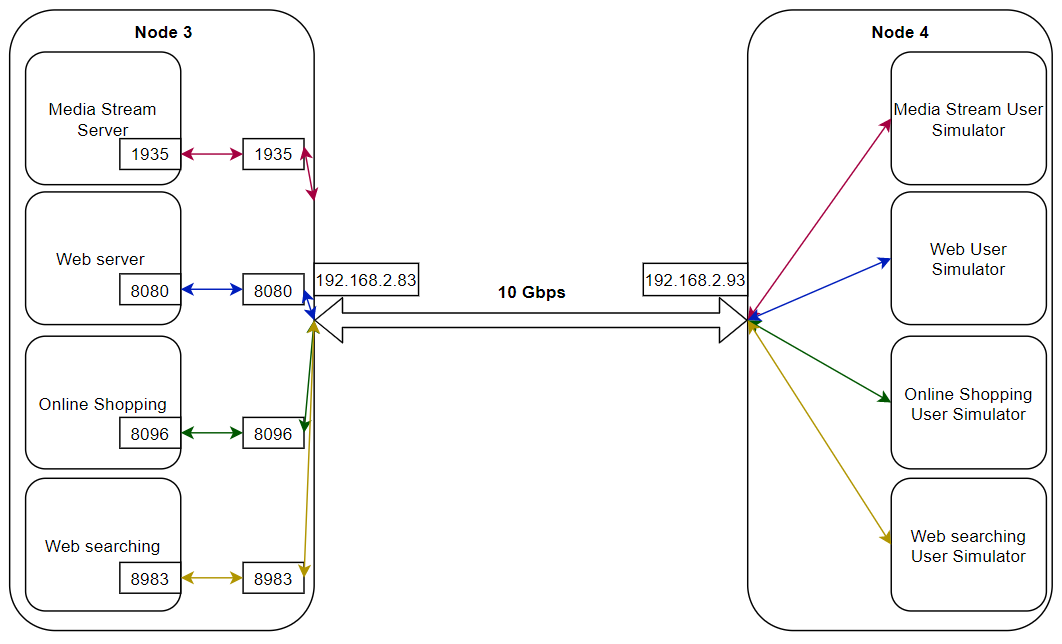 Node 3
Media Stream
Server
1935
1935
Web server
8080
8080
Online Shopping
8096
8096
Web searching
8983
8983
192.168.2.83
10 Gbps
192.168.2.93
Node 4
Media Stream User
Simulator
Web User
Simulator
Online Shopping
User Simulator
Web searching
User Simulator